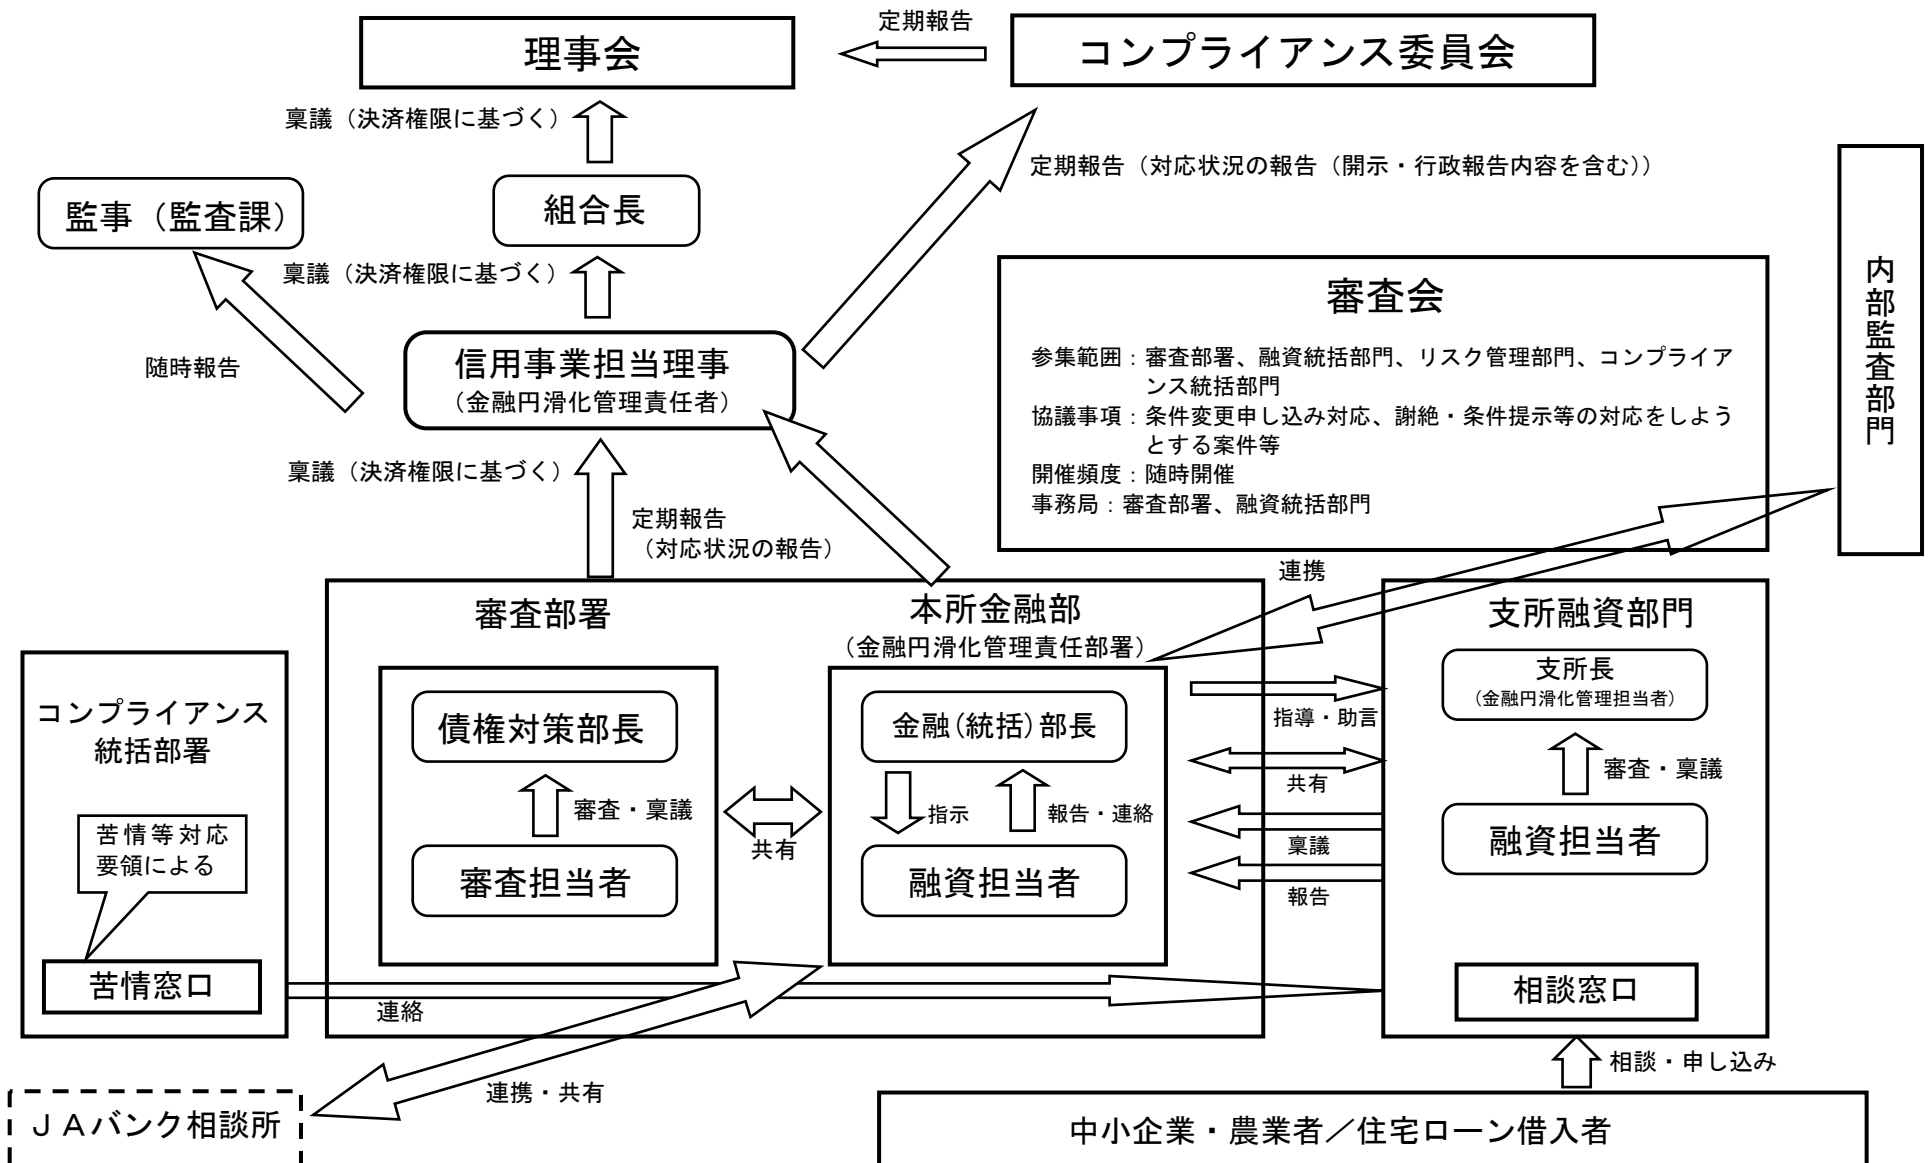 定期報告
理事会
コンプライアンス委員会
稟議（決済権限に基づく）
定期報告（対応状況の報告（開示・行政報告内容を含む））
監事（監査課）
組合長
稟議（決済権限に基づく）
内部監査部門
審査会
参集範囲：審査部署、融資統括部門、リスク管理部門、コンプライア
ンス統括部門
協議事項：条件変更申し込み対応、謝絶・条件提示等の対応をしよう
とする案件等
開催頻度：随時開催
事務局：審査部署、融資統括部門
随時報告
信用事業担当理事
（金融円滑化管理責任者）
稟議（決済権限に基づく）
定期報告
（対応状況の報告）
連携
審査部署
本所金融部
（金融円滑化管理責任部署）
支所融資部門
コンプライアンス
統括部署
債権対策部長
金融（統括）部長
支所長
（金融円滑化管理担当者）
指導・助言
審査・稟議
指示
報告・連絡
共有
審査・稟議
苦情等対応
要領による
共有
稟議
審査担当者
融資担当者
融資担当者
報告
苦情窓口
連絡
相談窓口
相談・申し込み
連携・共有
ＪＡバンク相談所
中小企業・農業者／住宅ローン借入者